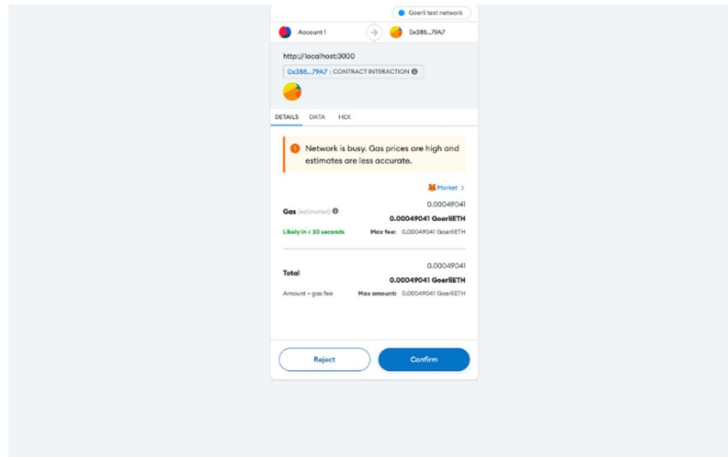 Goerli test network
Account 1
0x388...79A7
http://localhost:3000
0x388...79A7 : CONTRACT INTERACTION
DETAILS DATA HEX
Network is busy. Gas prices are high and
estimates are less accurate.
Market >
0.00049041
Gas (estimated)
0.00049041 GoerliETH
Likely in < 30 seconds Max fee: 0.00049041 GoerliETH
0.00049041
Total
0.00049041 GoerliETH
Amount + gas fee Max amount: 0.00049041 GoerliETH
Reject Confirm